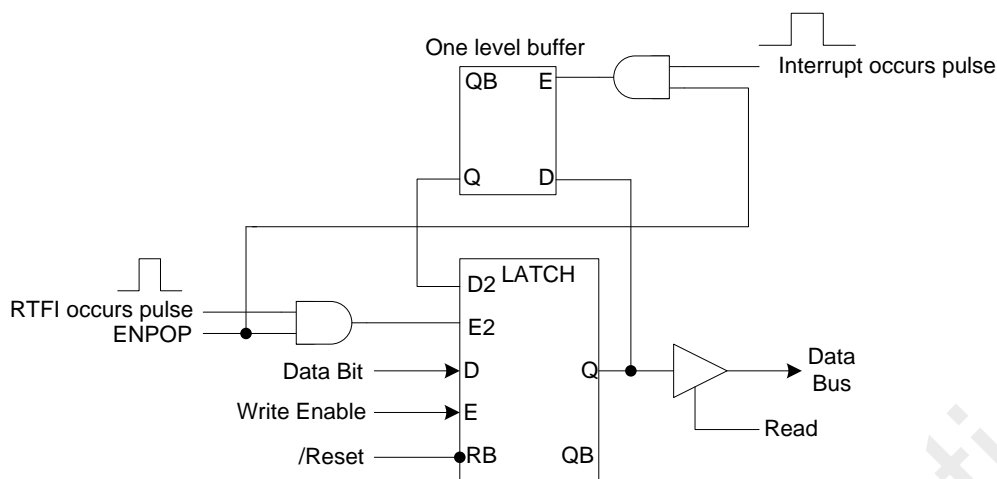 One level buffer
Interrupt occurs pulse
QB
E
Q
D
LATCH
D2
RTFI occurs pulse
ENPOP
E2
Data Bit
D
Q
Data
Bus
Write Enable
E
Read
/Reset
RB
QB